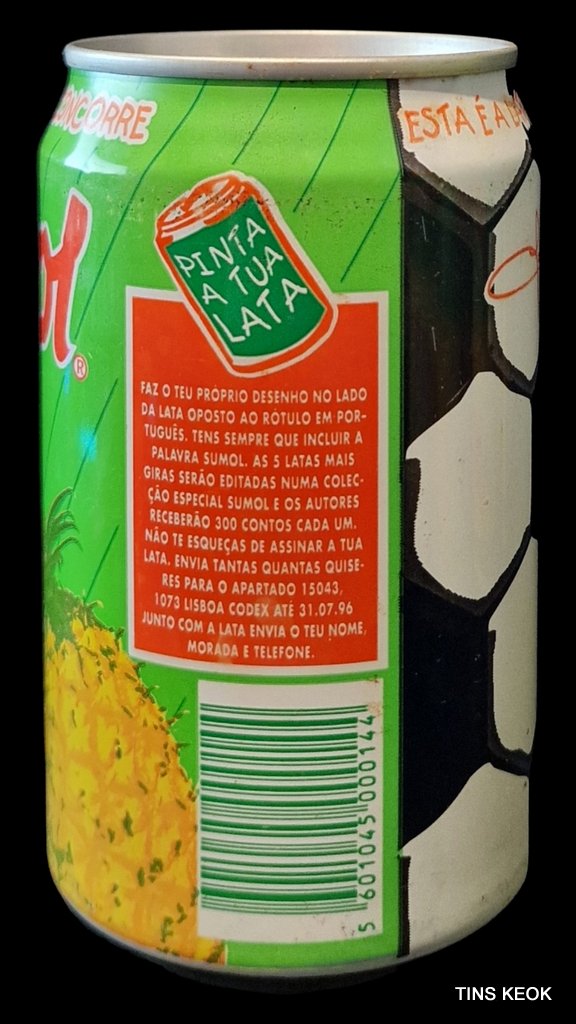 PINTA
A TUA
LATA
FAZ O TEU PRÓPRIO DESENHO NO LADO
DA LATA OPOSTO AO RÓTULO EM POR-
TUGUÊS. TENS SEMPRE QUE INCLUIR A
PALAVRA SUMOL. AS 5 LATAS MAIS
GIRAS SERÃO EDITADAS NUMA COLEC-
ÇÃO ESPECIAL SUMOL E OS AUTORES
RECEBERÃO 300 CONTOS CADA UM.
NÃO TE ESQUEÇAS DE ASSINAR A TUA
LATA. ENVIA TANTAS QUANTAS QUISE-
RES PARA O APARTADO 15043,
1073 LISBOA CODEX ATÉ 31.07.96
JUNTO COM A LATA ENVIA O TEU NOME,
MORADA E TELEFONE.
5 601045 000144
ESTA É A
TINS KEOK